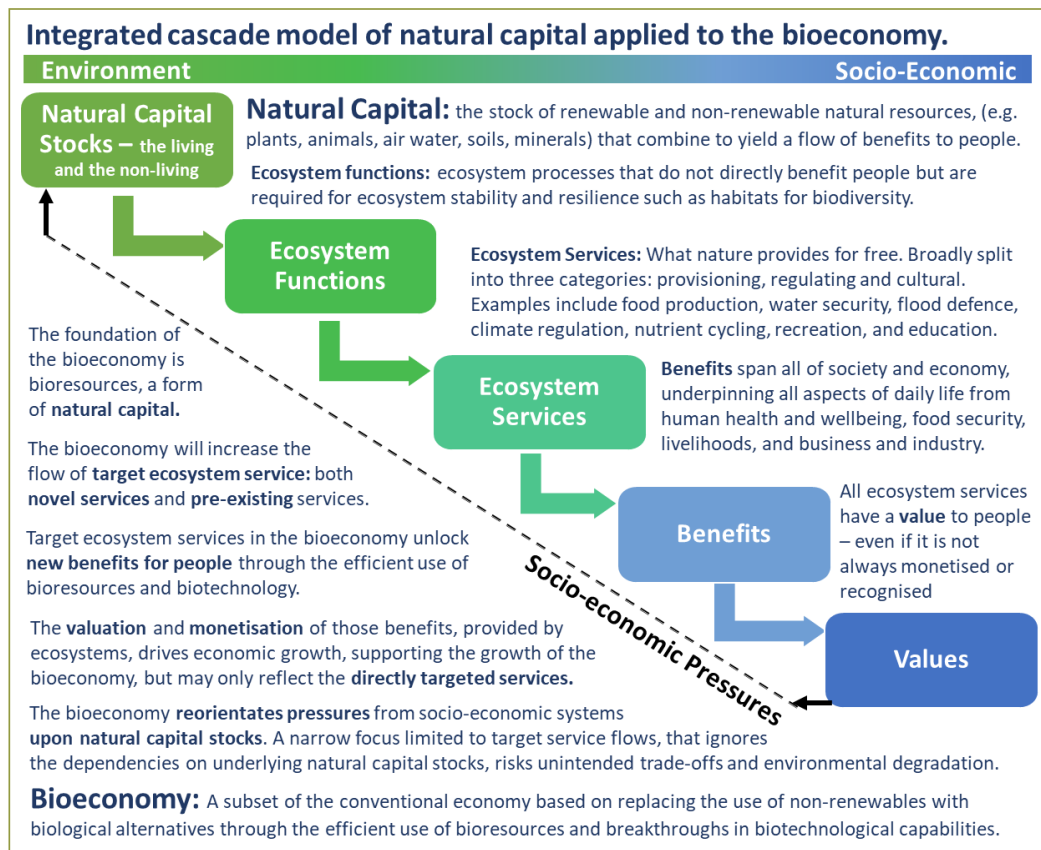 Integrated cascade model of natural capital applied to the bioeconomy.
Environment
Socio-Economic
Natural Capital
Stocks – the living
and the non-living
Natural Capital: the stock of renewable and non-renewable natural resources, (e.g.
plants, animals, air water, soils, minerals) that combine to yield a flow of benefits to people.
Ecosystem functions: ecosystem processes that do not directly benefit people but are
required for ecosystem stability and resilience such as habitats for biodiversity.
Ecosystem
Functions
Ecosystem Services: What nature provides for free. Broadly split
into three categories: provisioning, regulating and cultural.
Examples include food production, water security, flood defence,
climate regulation, nutrient cycling, recreation, and education.
The foundation of
the bioeconomy is
bioresources, a form
of natural capital.
Ecosystem
Services
Benefits span all of society and economy,
underpinning all aspects of daily life from
human health and wellbeing, food security,
livelihoods, and business and industry.
The bioeconomy will increase the
flow of target ecosystem service: both
novel services and pre-existing services.
Benefits
All ecosystem services
have a value to people
– even if it is not
always monetised or
recognised
Target ecosystem services in the bioeconomy unlock
new benefits for people through the efficient use of
bioresources and biotechnology.
Socio-economic Pressures
Values
The valuation and monetisation of those benefits, provided by
ecosystems, drives economic growth, supporting the growth of the
bioeconomy, but may only reflect the directly targeted services.
The bioeconomy reorientates pressures from socio-economic systems
upon natural capital stocks. A narrow focus limited to target service flows, that ignores
the dependencies on underlying natural capital stocks, risks unintended trade-offs and environmental degradation.
Bioeconomy: A subset of the conventional economy based on replacing the use of non-renewables with
biological alternatives through the efficient use of bioresources and breakthroughs in biotechnological capabilities.